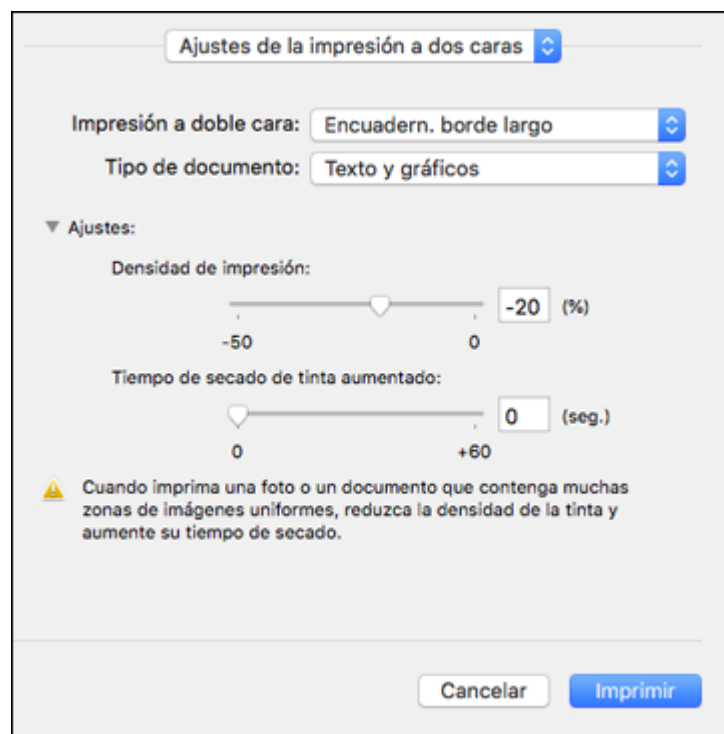 Ajustes de la impresión a dos caras
Impresión a doble cara: Encuadern. borde largo
Tipo de documento: Texto y gráficos
Ajustes:
Densidad de impresión:
-20 (%)
-50 0
Tiempo de secado de tinta aumentado:
0 (seg.)
0 +60
Cuando imprima una foto o un documento que contenga muchas
zonas de imágenes uniformes, reduzca la densidad de la tinta y
aumente su tiempo de secado.
Cancelar Imprimir